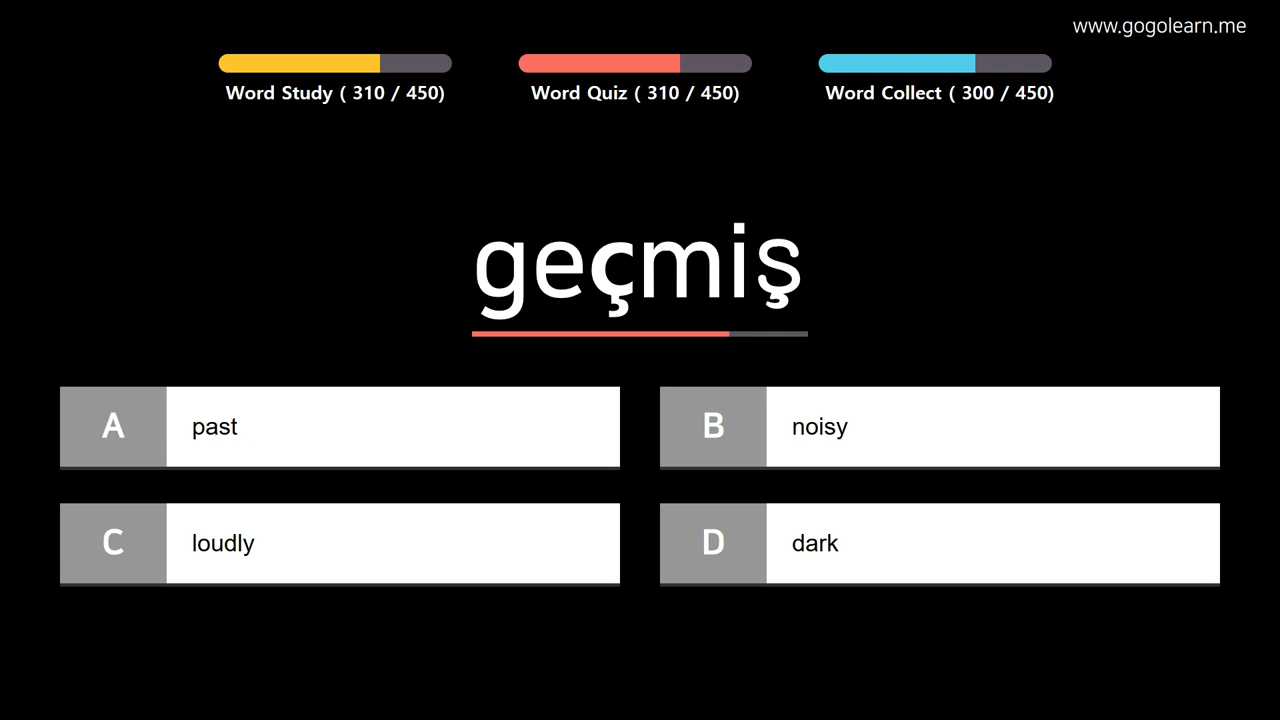 www.gogolearn.me
Word Study ( 310 / 450)
Word Quiz ( 310 / 450)
Word Collect ( 300 / 450)
geçmiş
A past
B noisy
C loudly
D dark